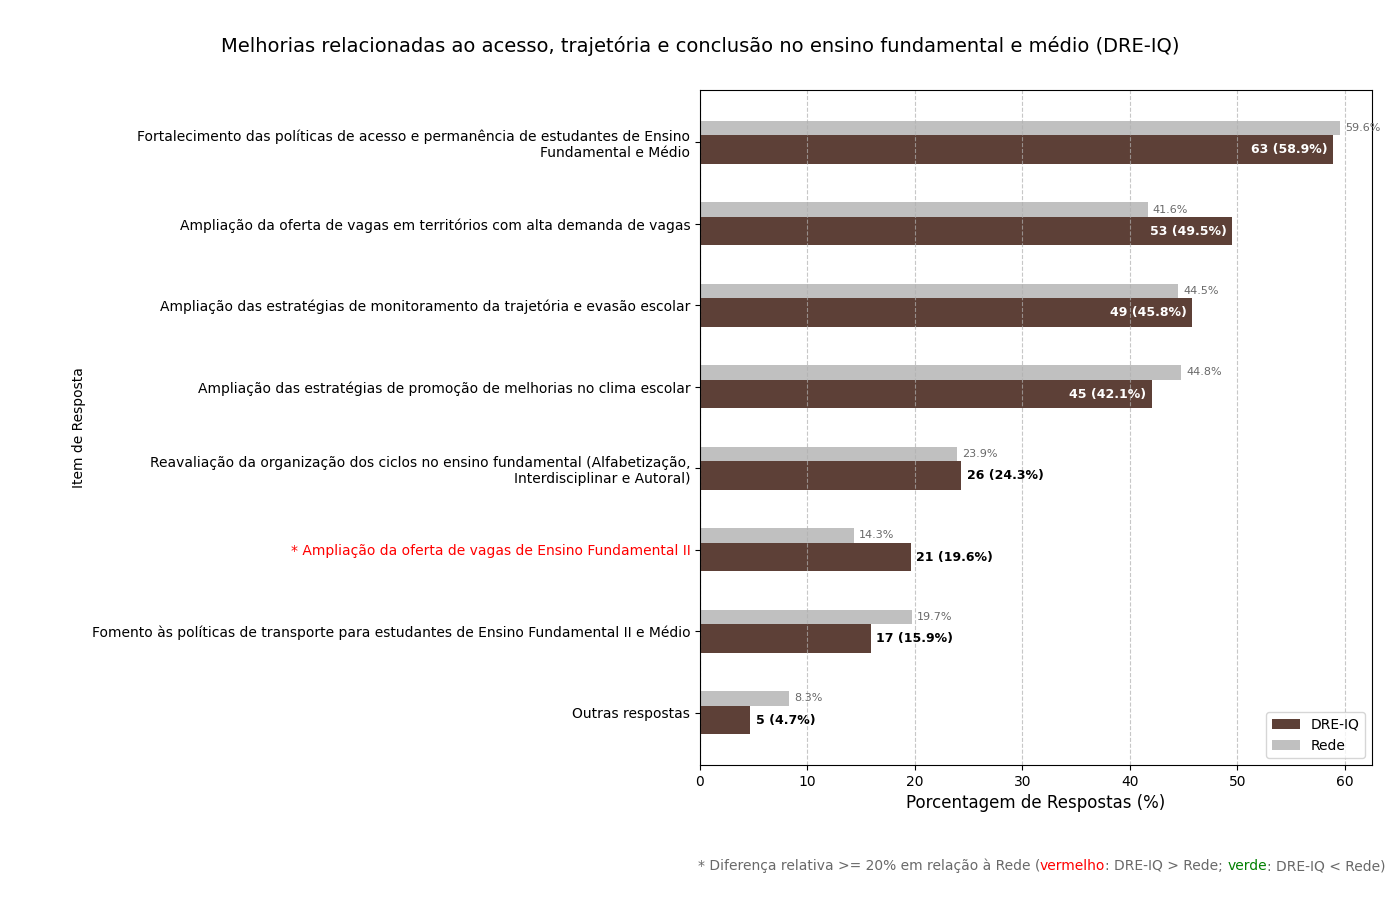 Melhorias relacionadas ao acesso, trajetória e conclusão no ensino fundamental e médio (DRE-IQ)
Item de Resposta
Fortalecimento das políticas de acesso e permanência de estudantes de Ensino
Fundamental e Médio
59.6%
63 (58.9%)
Ampliação da oferta de vagas em territórios com alta demanda de vagas
41.6%
53 (49.5%)
Ampliação das estratégias de monitoramento da trajetória e evasão escolar
44.5%
49 (45.8%)
Ampliação das estratégias de promoção de melhorias no clima escolar
44.8%
45 (42.1%)
Reavaliação da organização dos ciclos no ensino fundamental (Alfabetização,
Interdisciplinar e Autoral)
23.9%
26 (24.3%)
* Ampliação da oferta de vagas de Ensino Fundamental II
14.3%
21 (19.6%)
Fomento às políticas de transporte para estudantes de Ensino Fundamental II e Médio
19.7%
17 (15.9%)
Outras respostas
8.3%
5 (4.7%)
DRE-IQ
Rede
0 10 20 30 40 50 60
Porcentagem de Respostas (%)
* Diferença relativa >= 20% em relação à Rede (vermelho: DRE-IQ > Rede; verde: DRE-IQ < Rede)